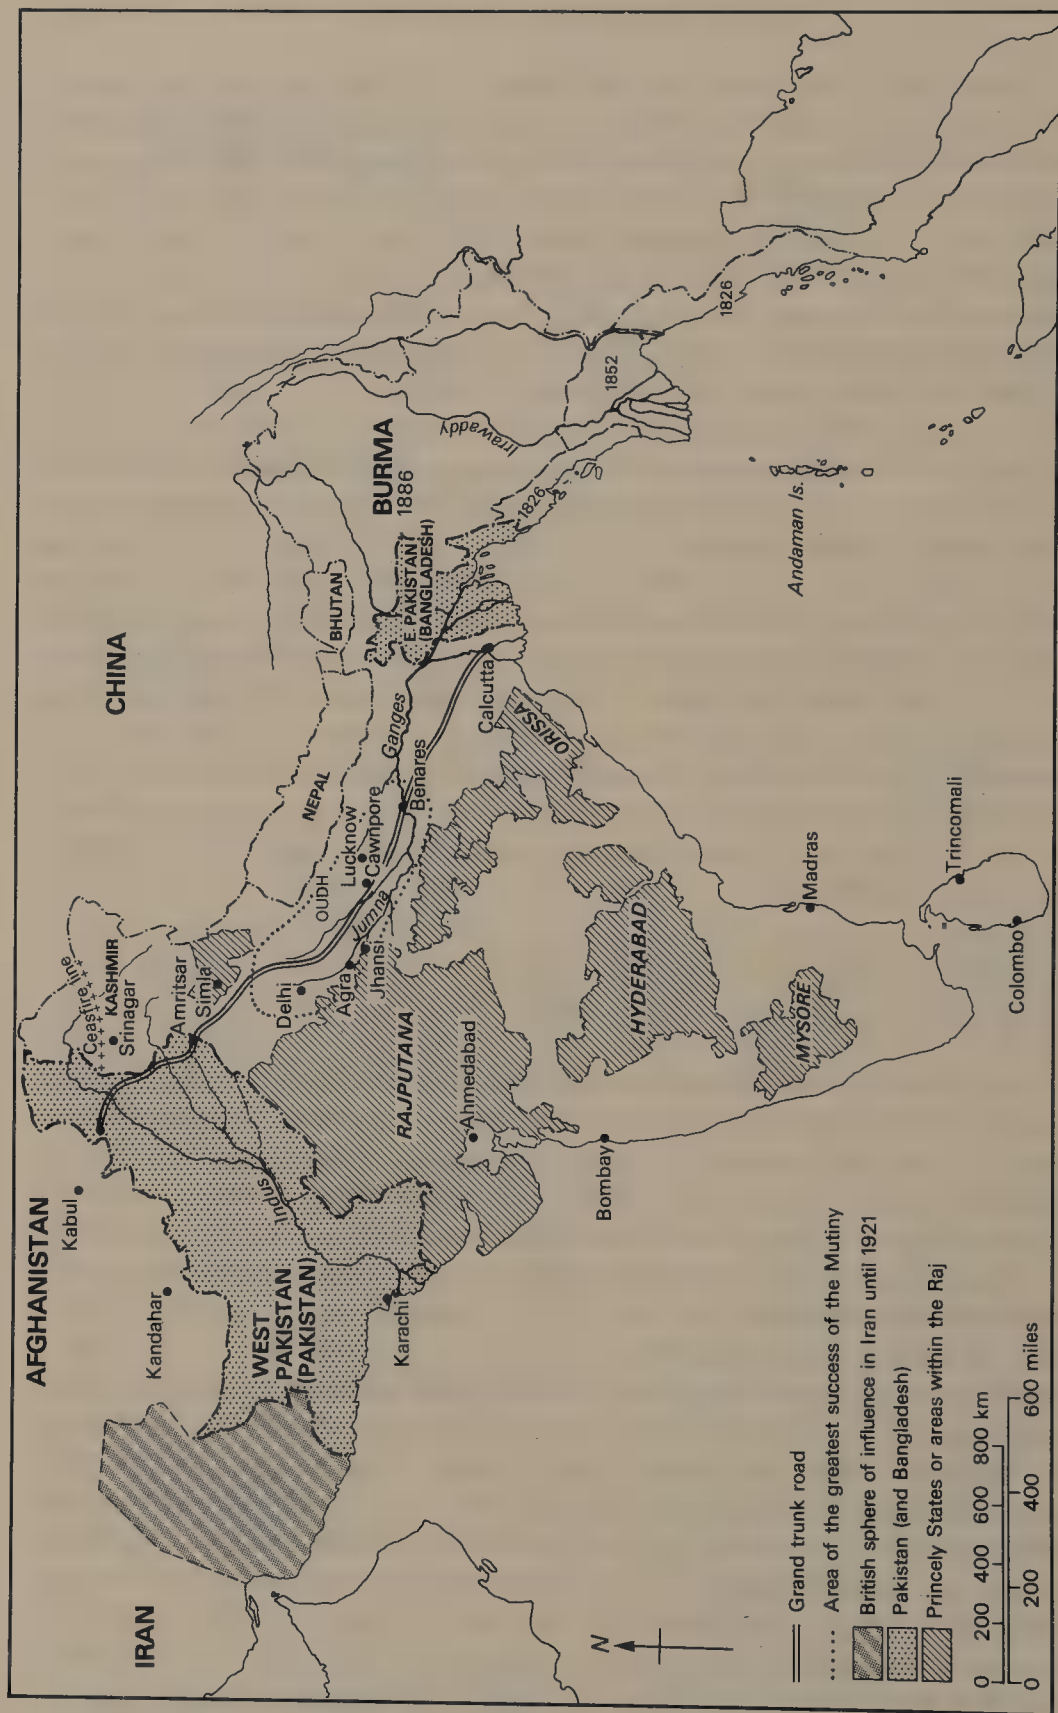 AFGHANISTAN
Kabul
Kandahar
IRAN
WEST
PAKISTAN
(PAKISTAN)
Karachi
Indus
Ceasefire line
KASHMIR
Srinagar
Amritsar
Simla
CHINA
NEPAL
BHUTAN
OUDH
Lucknow
Cawnpore
Delhi
Agra
Jumna
Jhansi
Ganges
Benares
E. PAKISTAN
(BANGLADESH)
BURMA
1886
Irrawaddy
1826
1852
1826
RAJPUTANA
Ahmedabad
Calcutta
ORISSA
Bombay
HYDERABAD
MYSORE
Madras
Andaman Is.
Trincomali
Colombo
N
Grand trunk road
Area of the greatest success of the Mutiny
British sphere of influence in Iran until 1921
Pakistan (and Bangladesh)
Princely States or areas within the Raj
0 200 400 600 800 km
0 200 400 600 miles